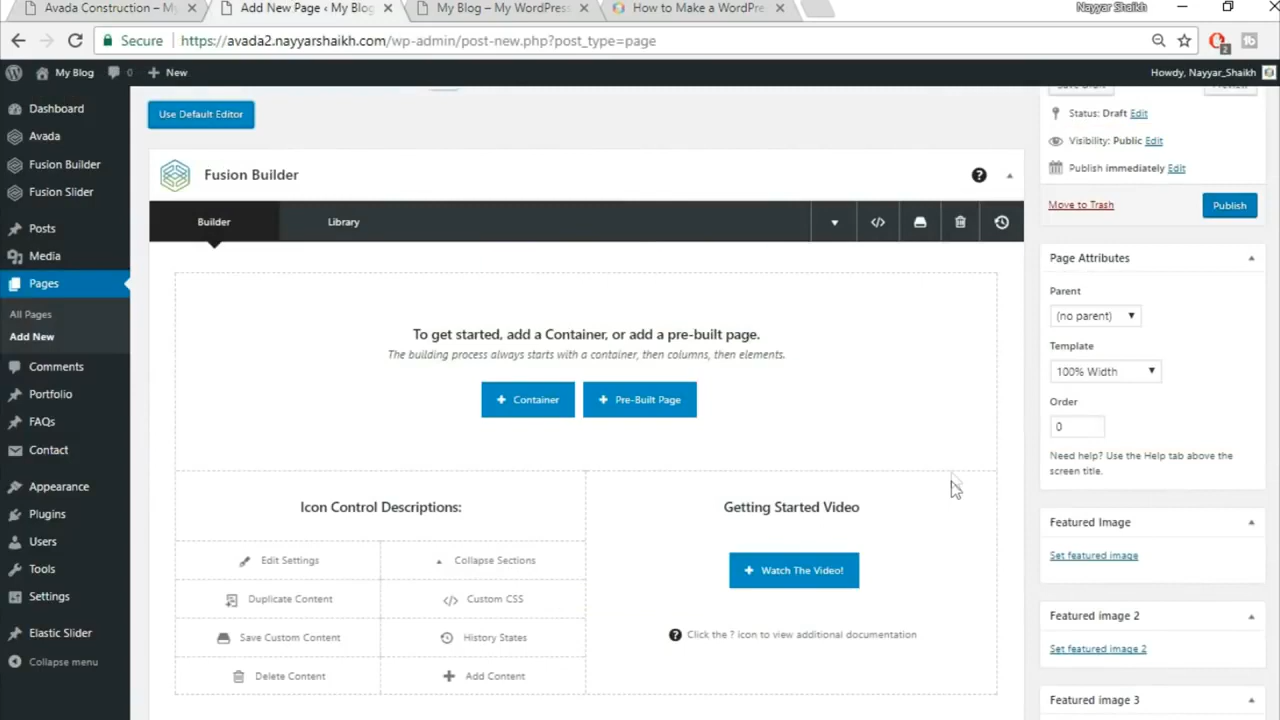 Avada Construction – M
Add New Page ‹ My Blog
My Blog – My WordPress
How to Make a WordPre
Nayyar Shaikh
Secure
https://avada2.nayyarshaikh.com/wp-admin/post-new.php?post_type=page
2
My Blog
0
New
Howdy, Nayyar_Shaikh
Dashboard
Avada
Fusion Builder
Fusion Slider
Posts
Media
Pages
All Pages
Add New
Comments
Portfolio
FAQs
Contact
Appearance
Plugins
Users
Tools
Settings
Elastic Slider
Collapse menu
Use Default Editor
Fusion Builder
Builder
Library
To get started, add a Container, or add a pre-built page.
The building process always starts with a container, then columns, then elements.
Container
Pre-Built Page
Icon Control Descriptions:
Edit Settings
Collapse Sections
Duplicate Content
Custom CSS
Save Custom Content
History States
Delete Content
Add Content
Getting Started Video
Watch The Video!
Click the ? icon to view additional documentation
Status: Draft Edit
Visibility: Public Edit
Publish immediately Edit
Move to Trash
Publish
Page Attributes
Parent
(no parent)
Template
100% Width
Order
0
Need help? Use the Help tab above the
screen title.
Featured Image
Set featured image
Featured image 2
Set featured image 2
Featured image 3